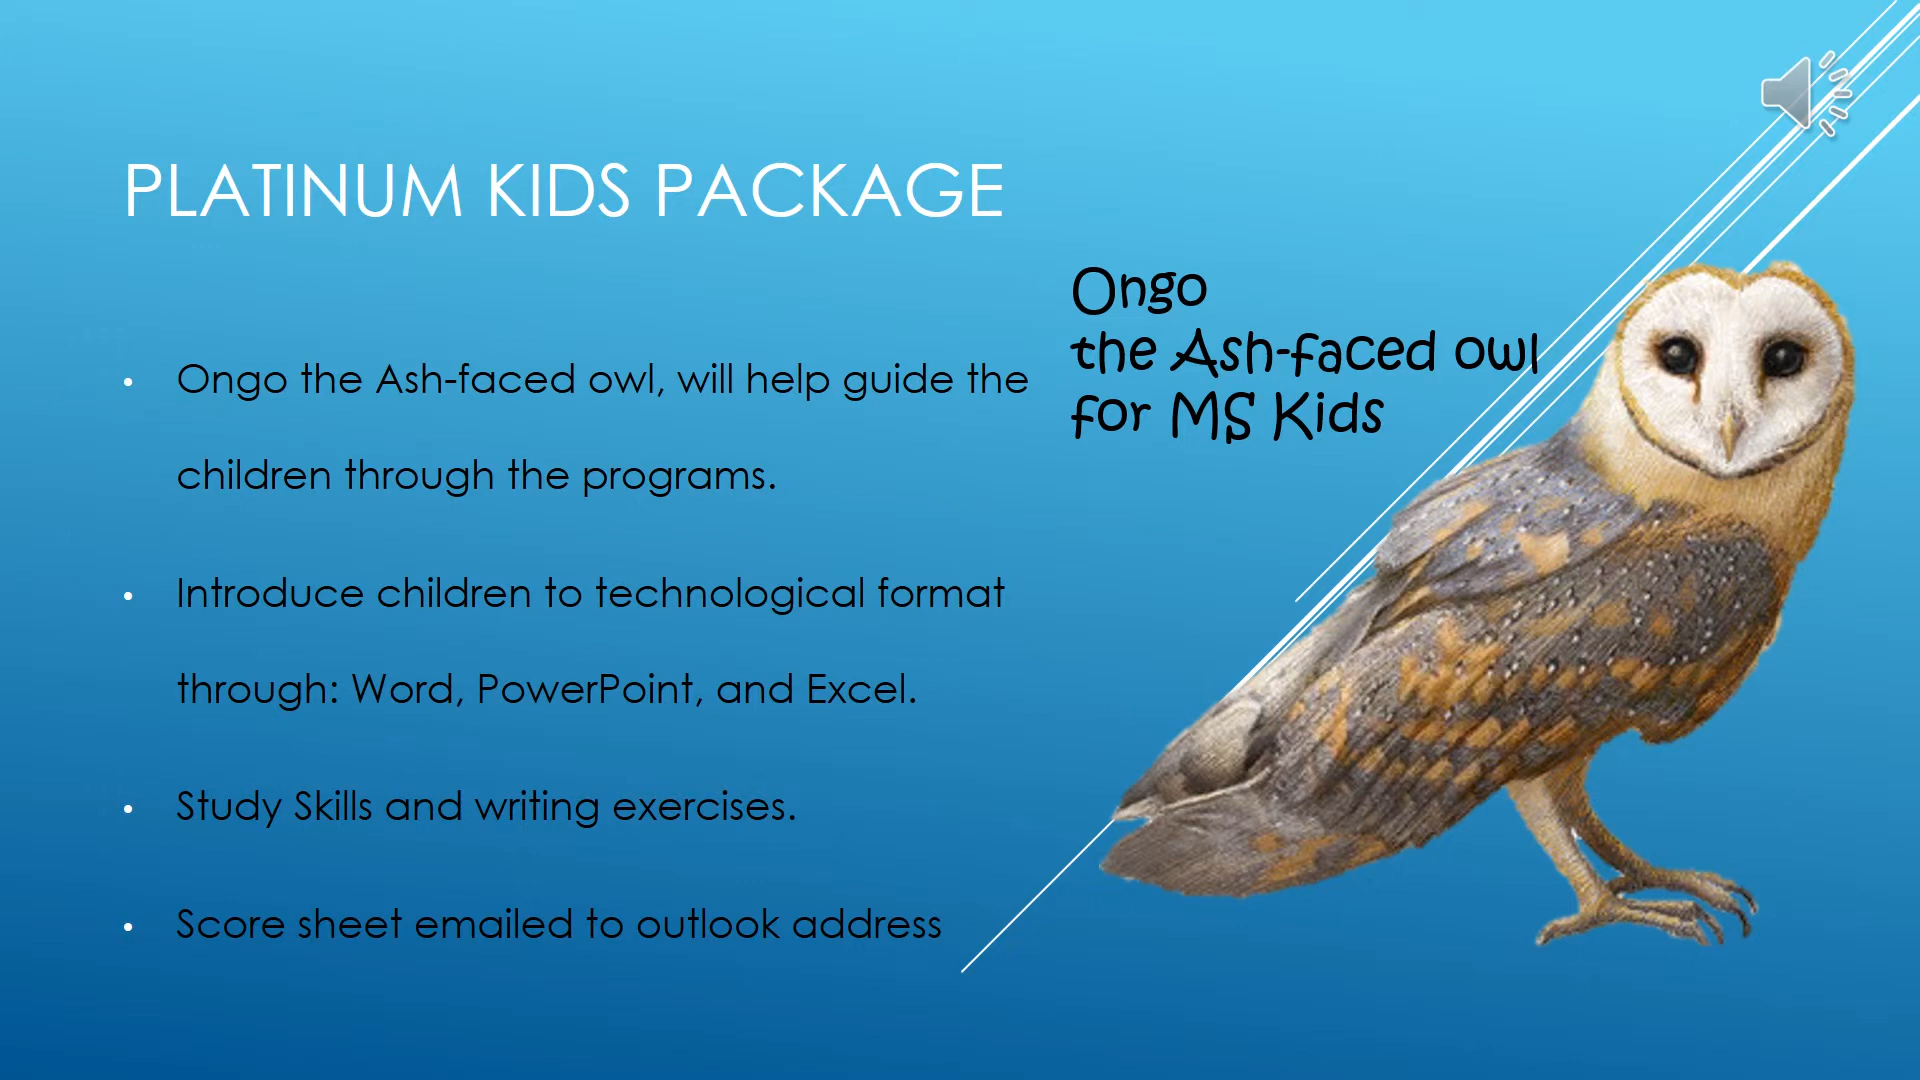 PLATINUM KIDS PACKAGE
Ongo
the Ash-faced owl
for MS Kids
• Ongo the Ash-faced owl, will help guide the
children through the programs.
• Introduce children to technological format
through: Word, PowerPoint, and Excel.
• Study Skills and writing exercises.
• Score sheet emailed to outlook address